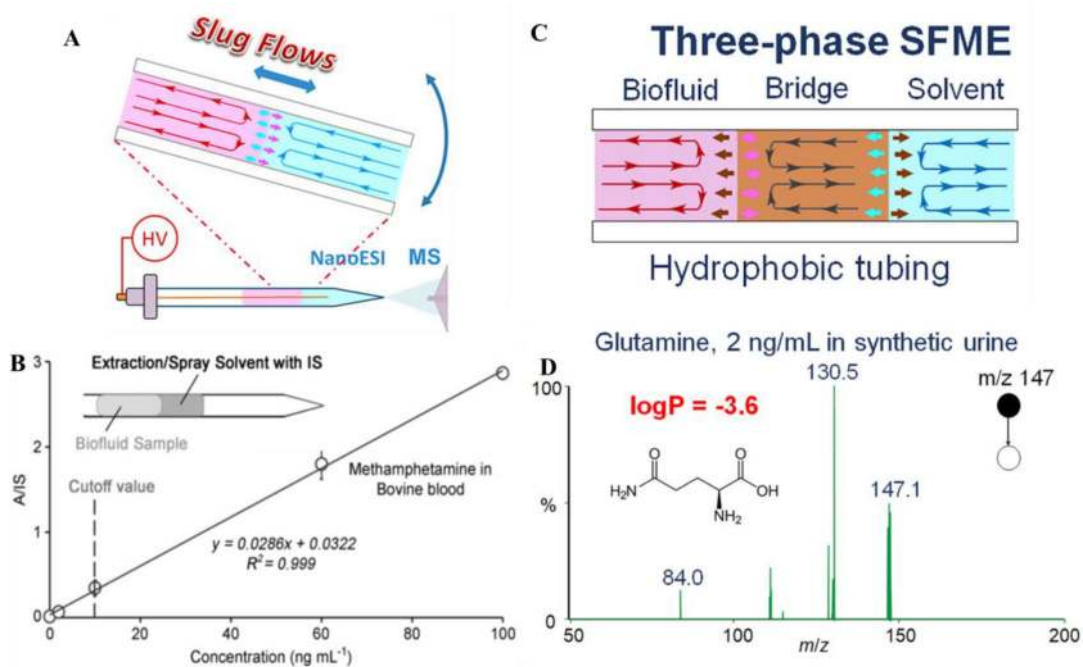 A
Slug Flows
HV
NanoESI
MS
C
Three-phase SFME
Biofluid Bridge Solvent
Hydrophobic tubing
B
Extraction/Spray Solvent with IS
Biofluid Sample
Cutoff value
Methamphetamine in
Bovine blood
y = 0.0286x + 0.0322
R² = 0.999
A/IS
3
2
1
0
0 20 40 60 80 100
Concentration (ng mL⁻¹)
Glutamine, 2 ng/mL in synthetic urine
D
130.5
m/z 147
logP = -3.6
O
O
H₂N
OH
NH₂
147.1
84.0
100
%
0
50 100 150 200
m/z